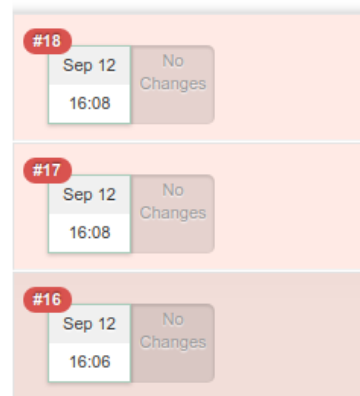 #18
Sep 12
No
Changes
16:08
#17
Sep 12
No
Changes
16:08
#16
Sep 12
No
Changes
16:06